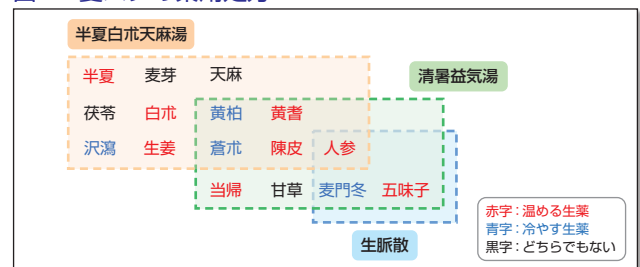 半夏白朮天麻湯
清暑益気湯
半夏 麦芽 天麻
茯苓 白朮 黄柏 黄耆
沢瀉 生姜 蒼朮 陳皮 人参
当帰 甘草 麦門冬 五味子
生脈散
赤字：温める生薬
青字：冷やす生薬
黒字：どちらでもない